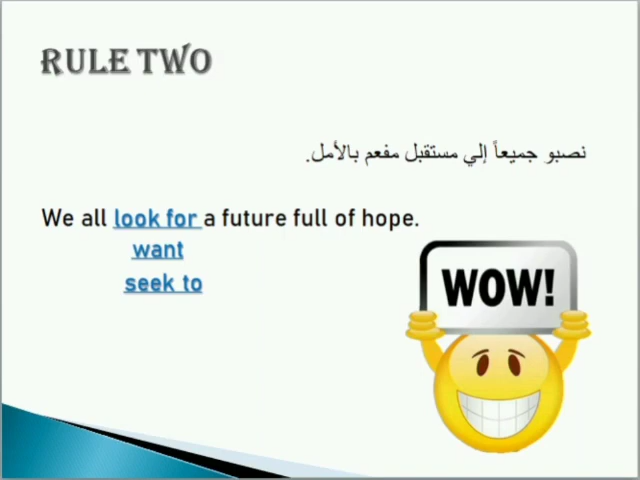 RULE TWO
نصبو جميعاً إلي مستقبل مفعم بالأمل.
We all look for a future full of hope.
want
seek to
WOW!